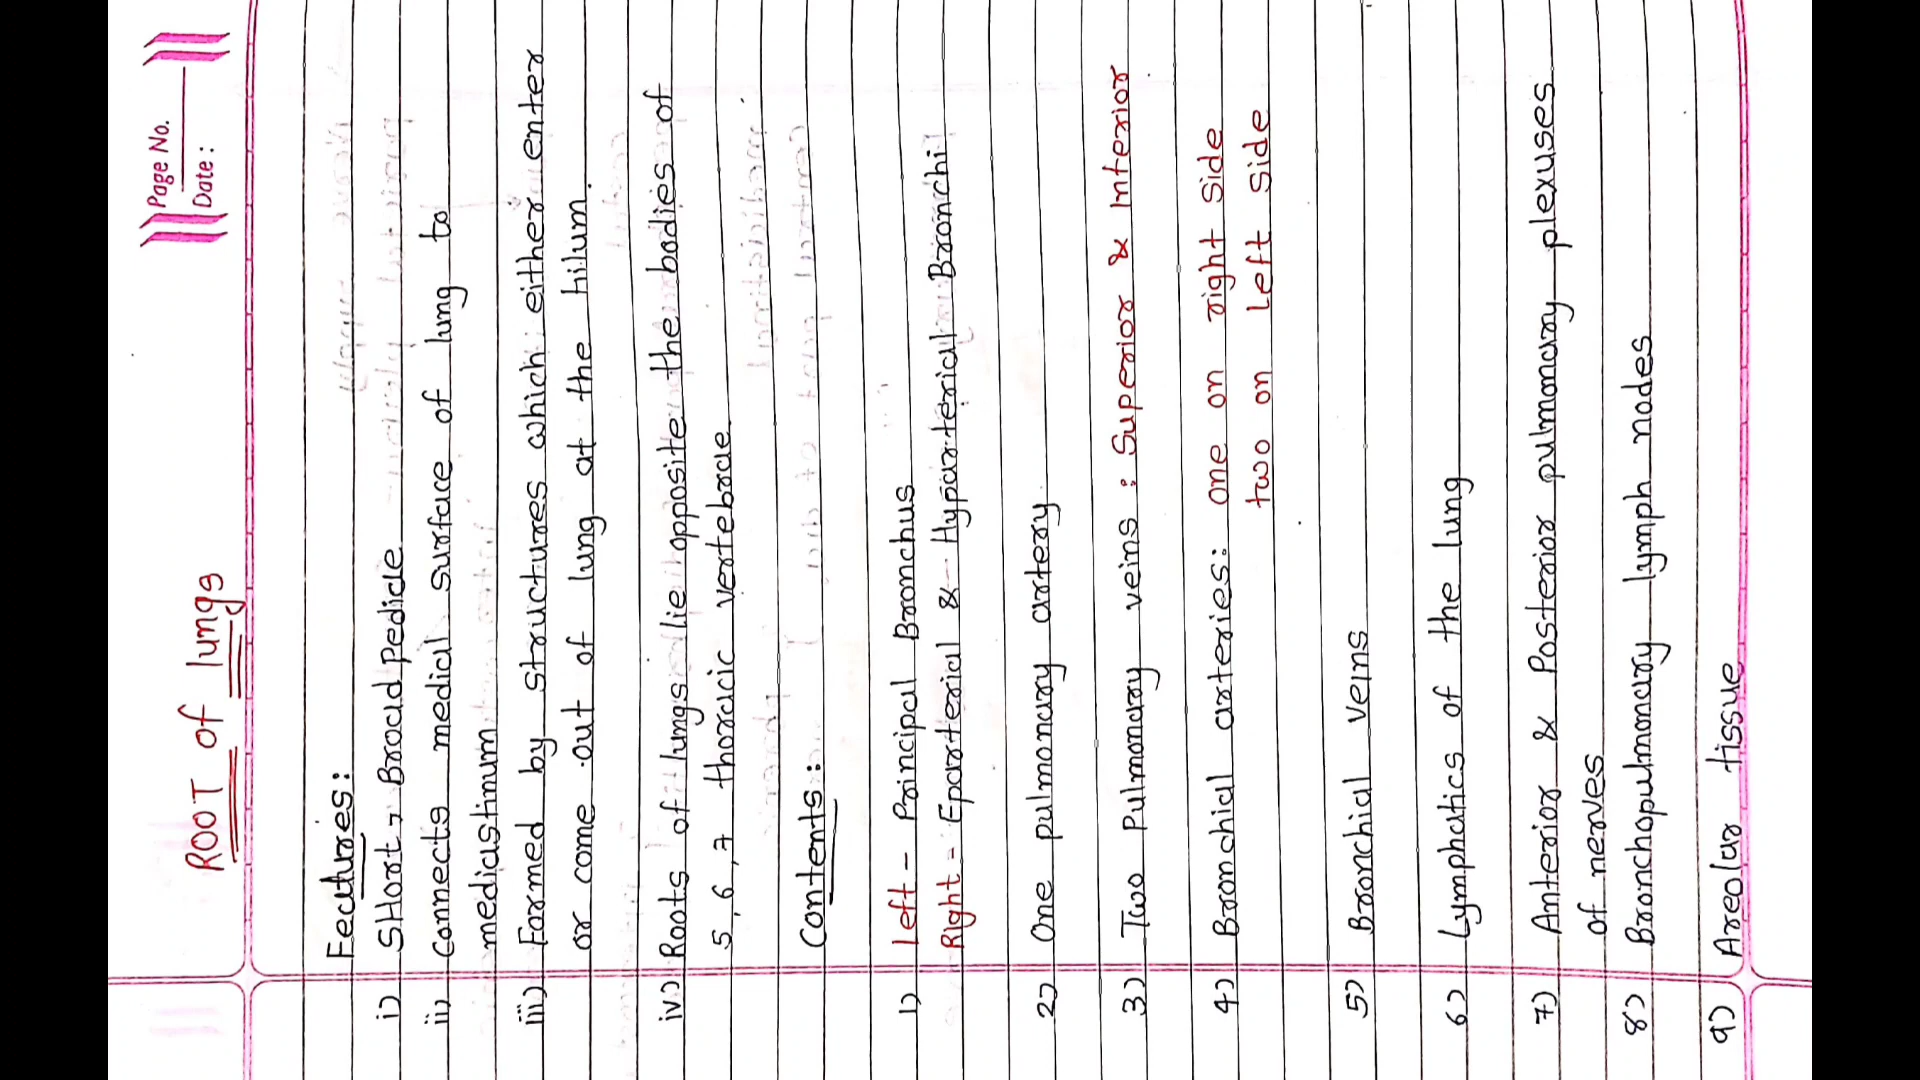 Page No.
Date:
ROOT of lungs
Features:
i) SHort, Broad pedicle
ii) Connects medial surface of lung to
mediastinum
iii) Formed by structures which either enter
or come out of lung at the hilum.
iv) Roots of lungs lie opposite the bodies of
5, 6, 7 thoracic vertebrae
Contents:
1) Left - Principal Bronchus
Right - Eparterial & Hyparterial Bronchi
2) One pulmonary artery
3) Two Pulmonary veins: Superior & Interior
4) Bronchial arteries: one on right side
two on left side
5) Bronchial veins
6) Lymphatics of the lung
7) Anterior & Posterior pulmonary plexuses
of nerves
8) Bronchopulmonary lymph nodes
9) Areolar tissue